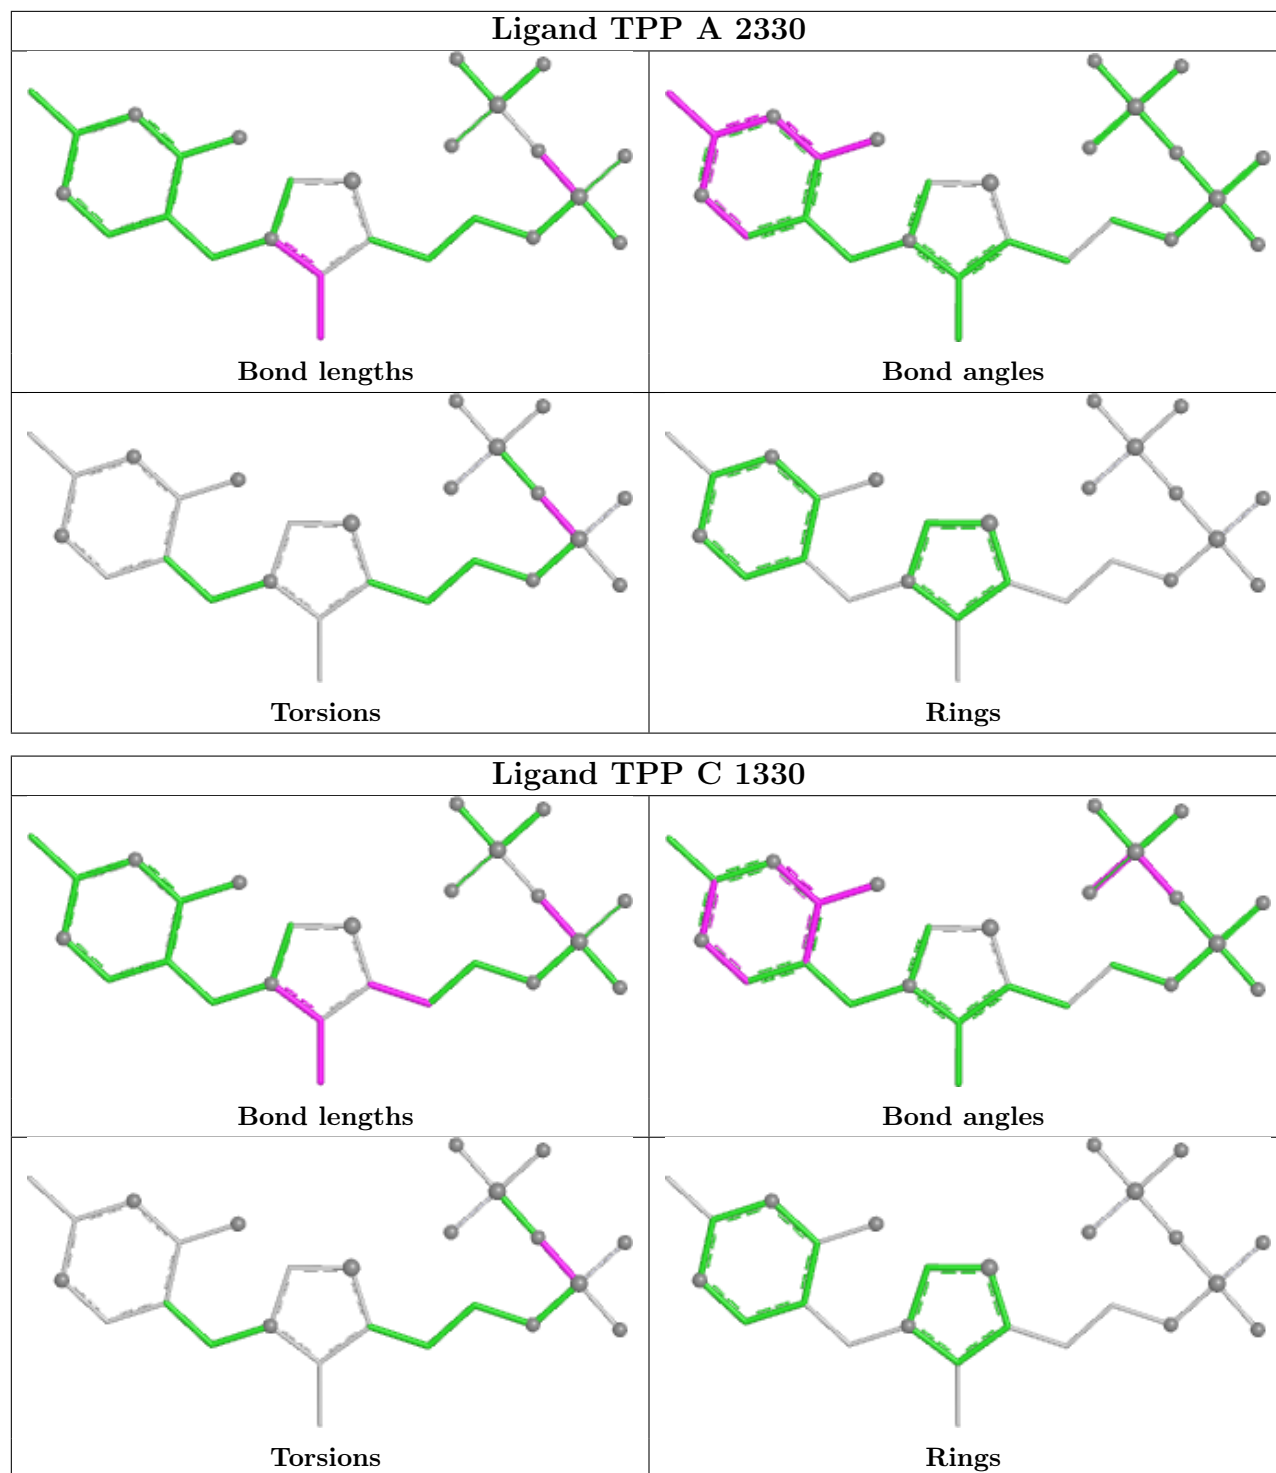 Ligand TPP A 2330
Bond lengths
Bond angles
Torsions
Rings
Ligand TPP C 1330
Bond lengths
Bond angles
Torsions
Rings